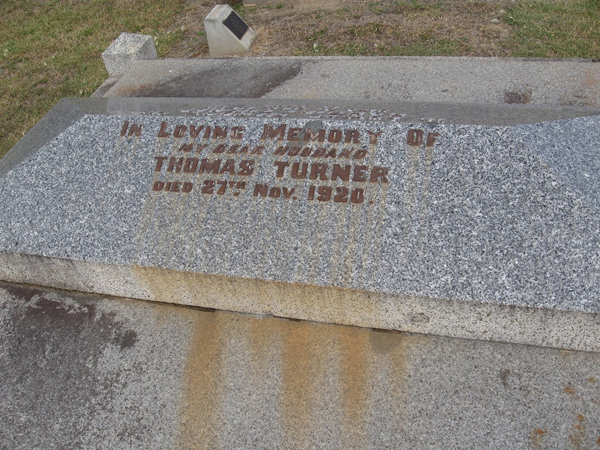 In Loving Memory Of
MY DEAR HUSBAND
THOMAS TURNER
DIED 27TH NOV. 1920.